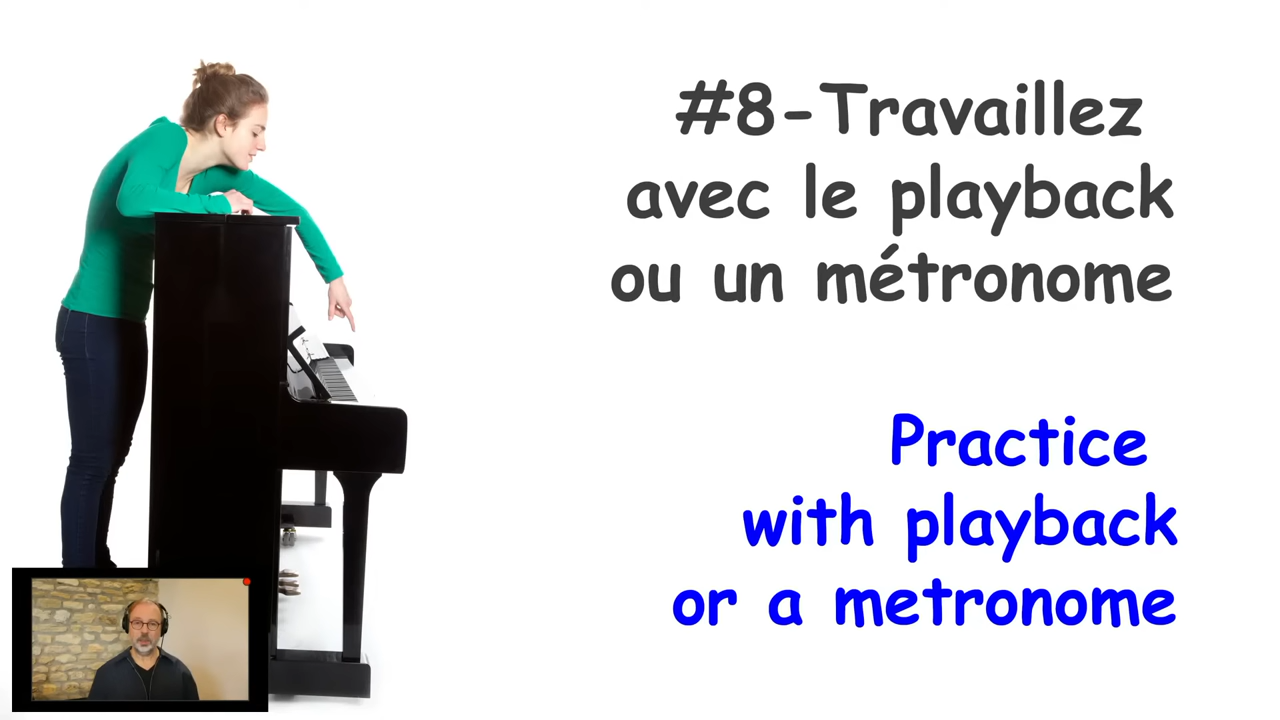 #8-Travaillez
avec le playback
ou un métronome
Practice
with playback
or a metronome